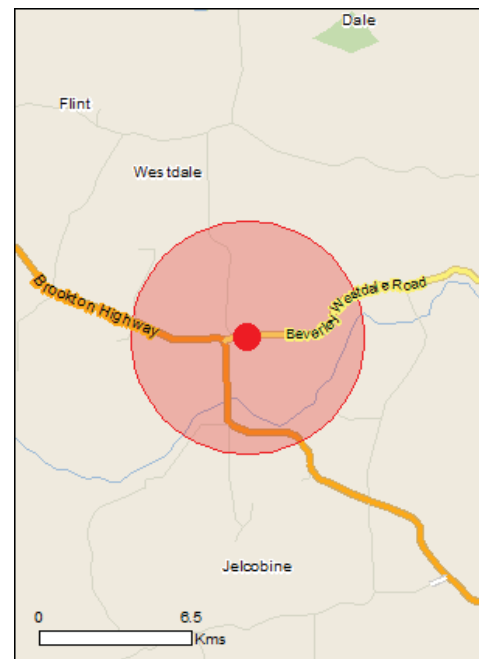 Dale
Flint
Westdale
Brookton Highway
Beverley Westdale Road
Jelcobine
0 6.5
Kms